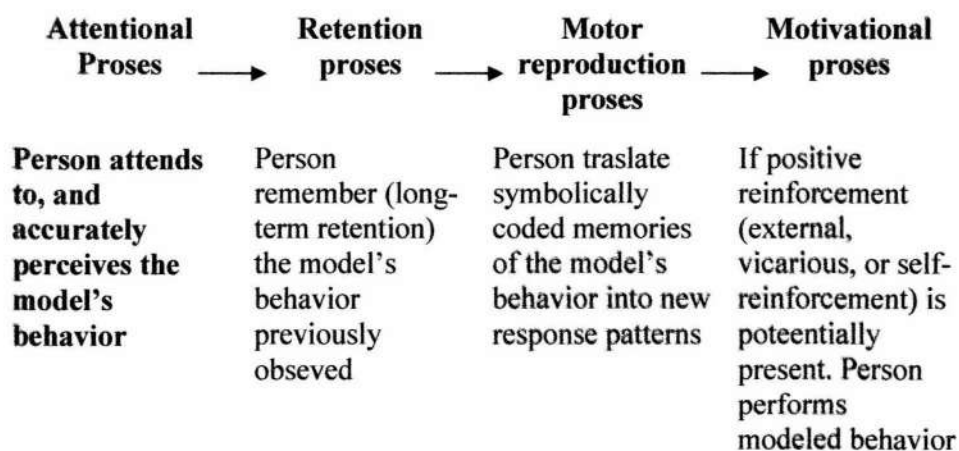 Attentional
Proses
Retention
proses
Motor
reproduction
proses
Motivational
proses
Person attends
to, and
accurately
perceives the
model's
behavior
Person
remember (long-
term retention)
the model's
behavior
previously
obseved
Person traslate
symbolically
coded memories
of the model's
behavior into new
response patterns
If positive
reinforcement
(external,
vicarious, or self-
reinforcement) is
poteentially
present. Person
performs
modeled behavior